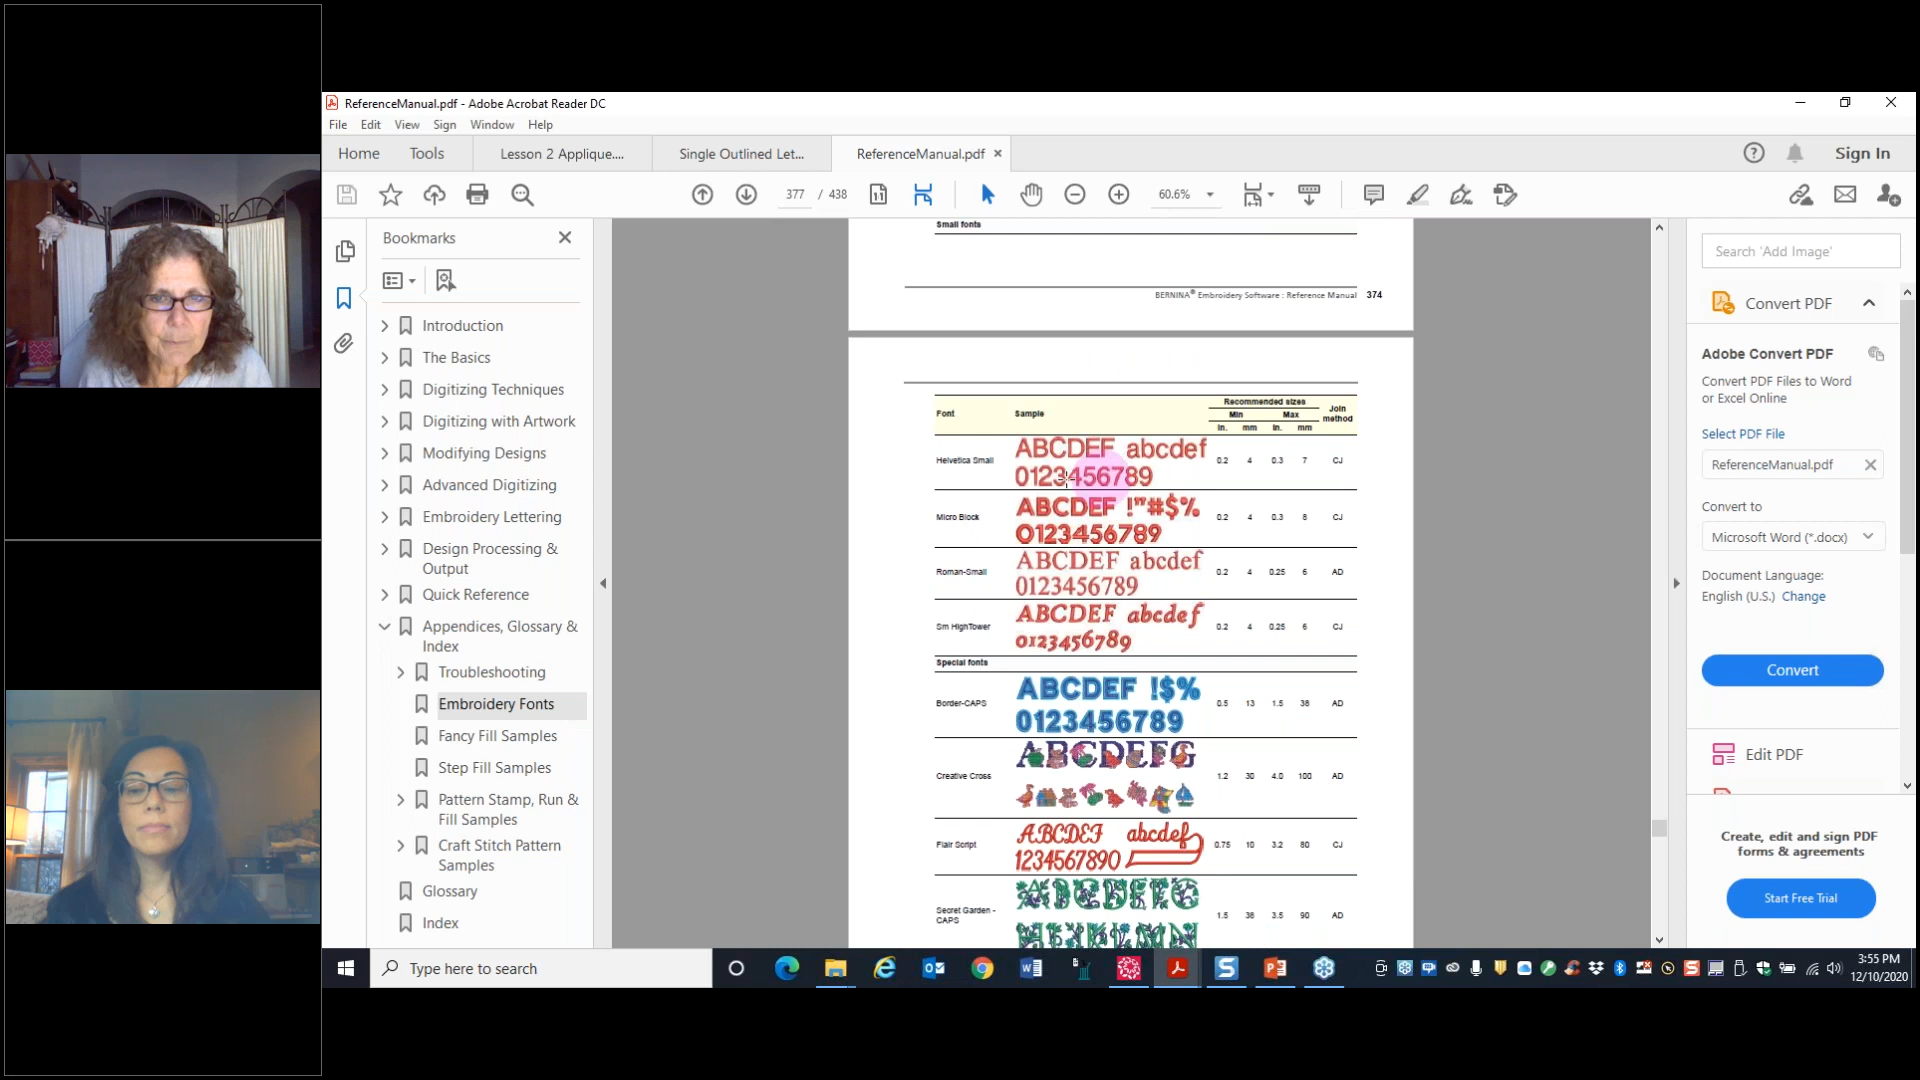 ReferenceManual.pdf - Adobe Acrobat Reader DC
File Edit View Sign Window Help
Home Tools Lesson 2 Applique.... Single Outlined Let... ReferenceManual.pdf Sign In
377 / 438 60.6%
Bookmarks
Introduction
The Basics
Digitizing Techniques
Digitizing with Artwork
Modifying Designs
Advanced Digitizing
Embroidery Lettering
Design Processing &
Output
Quick Reference
Appendices, Glossary &
Index
Troubleshooting
Embroidery Fonts
Fancy Fill Samples
Step Fill Samples
Pattern Stamp, Run &
Fill Samples
Craft Stitch Pattern
Samples
Glossary
Index
Small fonts
BERNINA® Embroidery Software : Reference Manual 374
Recommended sizes
Font Sample Min Max Join method
in. mm in. mm
ABCDEF abcdef
Helvetica Small 0.2 4 0.3 7 CJ
0123456789
ABCDEF !"#$%
Micro Block 0.2 4 0.3 8 CJ
0123456789
ABCDEF abcdef
Roman-Small 0.2 4 0.25 6 AD
0123456789
ABCDEF abcdef
Sm HighTower 0.2 4 0.25 6 CJ
0123456789
Special fonts
ABCDEF !$%
Border-CAPS 0.5 13 1.5 38 AD
0123456789
ABCDEFG
Creative Cross 1.2 30 4.0 100 AD
ABCDEF abcdef
Flair Script 0.75 10 3.2 80 CJ
1234567890
ABCDEFG
Secret Garden - CAPS 1.5 36 3.5 90 AD
HIJKLMN
Search 'Add Image'
Convert PDF
Adobe Convert PDF
Convert PDF Files to Word
or Excel Online
Select PDF File
ReferenceManual.pdf
Convert to
Microsoft Word (*.docx)
Document Language:
English (U.S.) Change
Convert
Edit PDF
Create, edit and sign PDF
forms & agreements
Start Free Trial
Type here to search
3:55 PM
12/10/2020